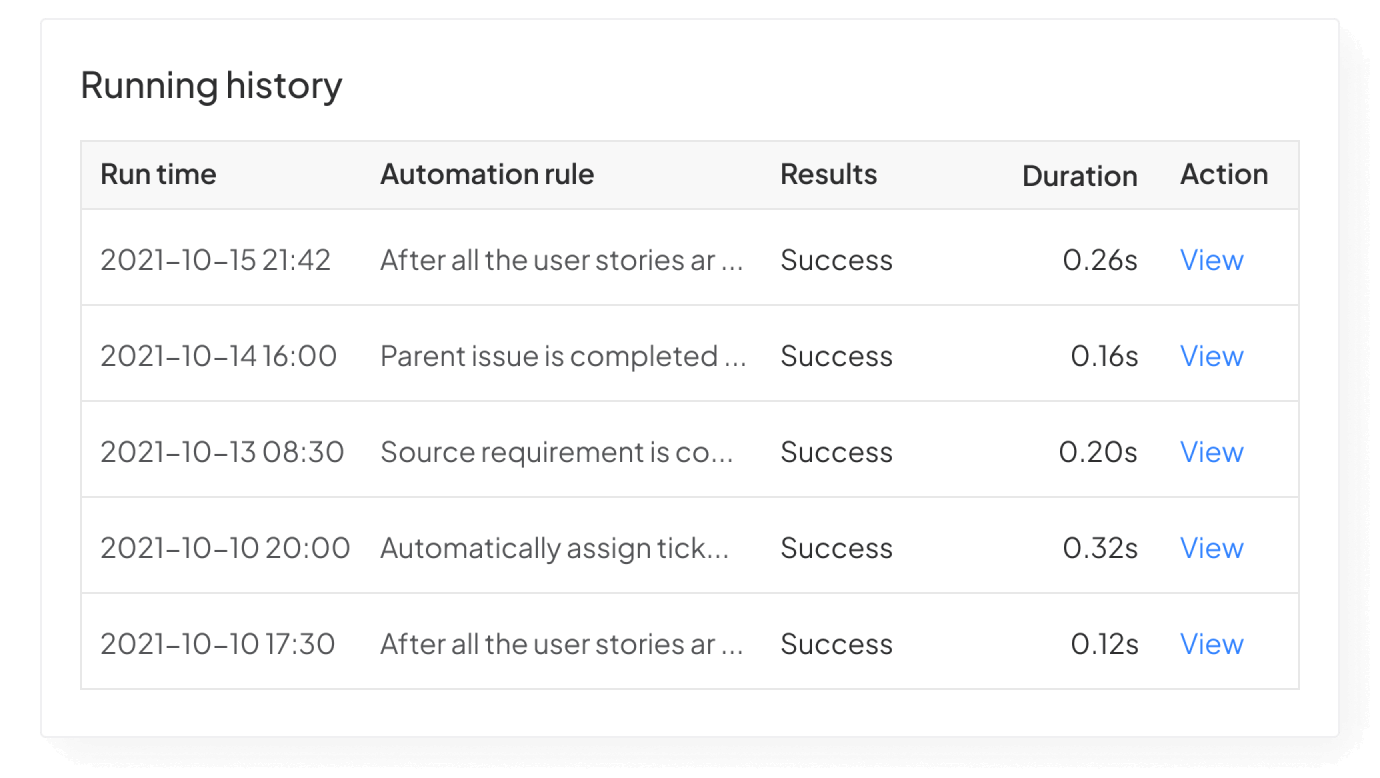 Running history
Run time Automation rule Results Duration Action
2021-10-15 21:42 After all the user stories ar ... Success 0.26s View
2021-10-14 16:00 Parent issue is completed ... Success 0.16s View
2021-10-13 08:30 Source requirement is co... Success 0.20s View
2021-10-10 20:00 Automatically assign tick... Success 0.32s View
2021-10-10 17:30 After all the user stories ar ... Success 0.12s View